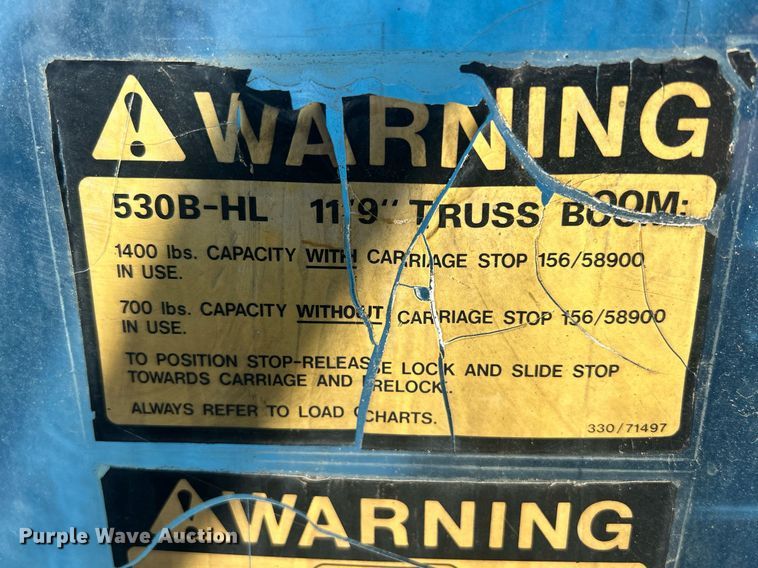 WARNING
530B-HL 11'9" TRUSS BOOM:
1400 lbs. CAPACITY WITH CARRIAGE STOP 156/58900
IN USE.
700 lbs. CAPACITY WITHOUT CARRIAGE STOP 156/58900
IN USE.
TO POSITION STOP-RELEASE LOCK AND SLIDE STOP
TOWARDS CARRIAGE AND RELOCK.
ALWAYS REFER TO LOAD CHARTS.
330/71497
WARNING
Purple Wave Auction